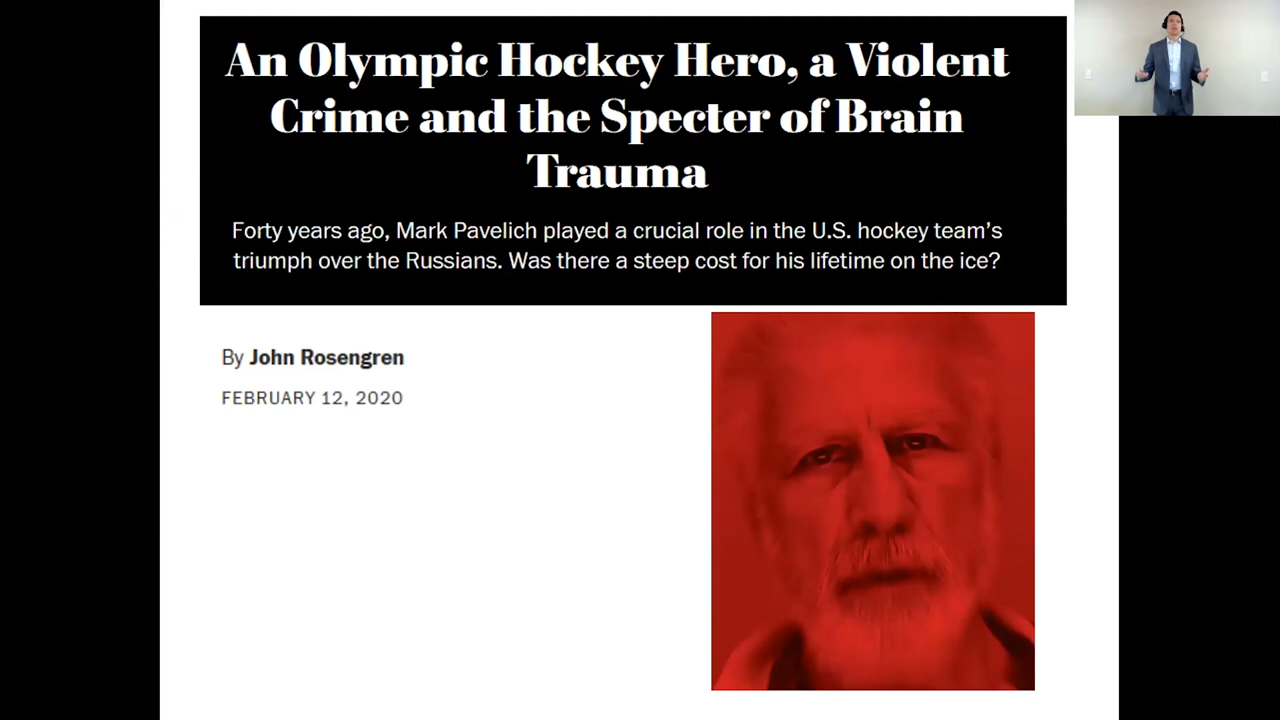 An Olympic Hockey Hero, a Violent
Crime and the Specter of Brain
Trauma
Forty years ago, Mark Pavelich played a crucial role in the U.S. hockey team's
triumph over the Russians. Was there a steep cost for his lifetime on the ice?
By John Rosengren
FEBRUARY 12, 2020